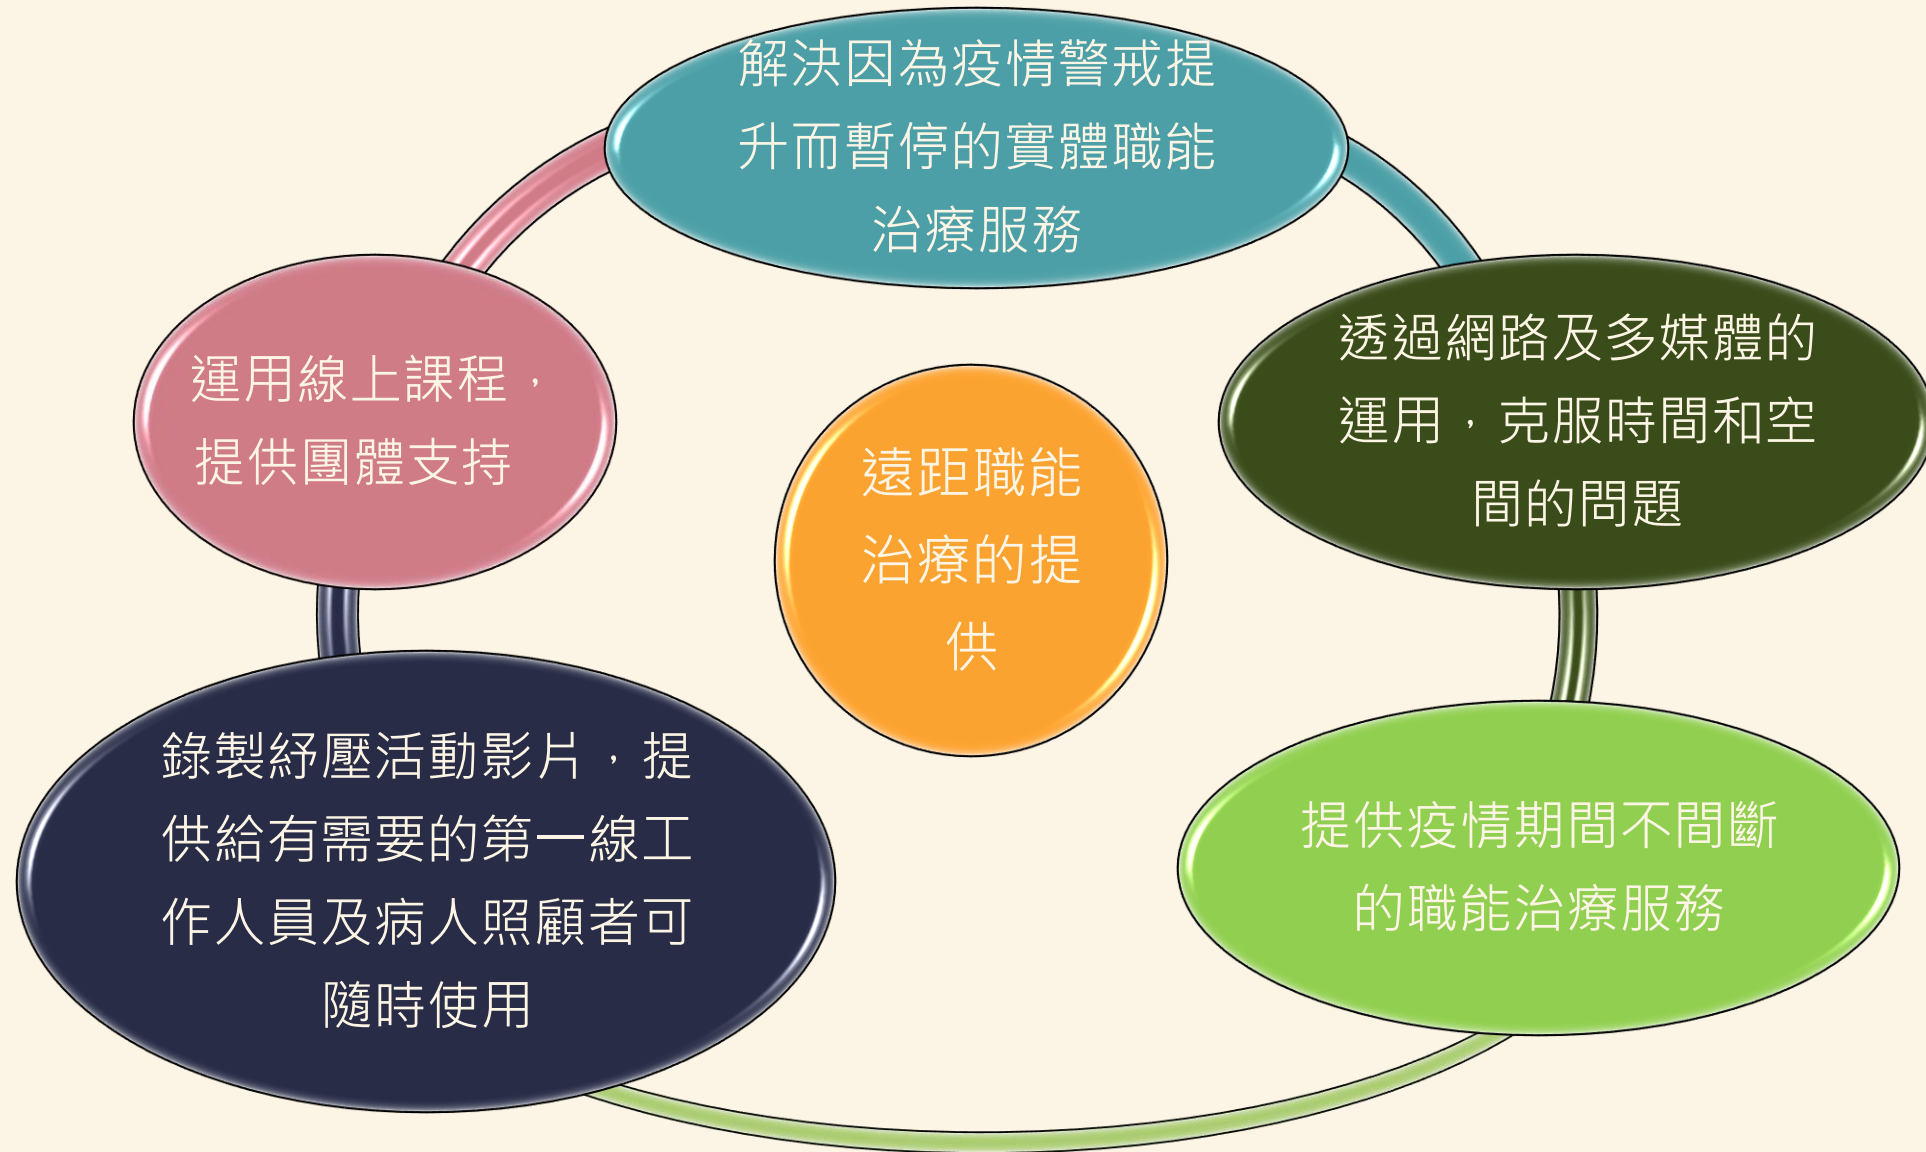 解決因為疫情警戒提
升而暫停的實體職能
治療服務
透過網路及多媒體的
運用，克服時間和空
間的問題
提供疫情期間不間斷
的職能治療服務
錄製紓壓活動影片，提
供給有需要的第一線工
作人員及病人照顧者可
隨時使用
運用線上課程，
提供團體支持
遠距職能
治療的提
供